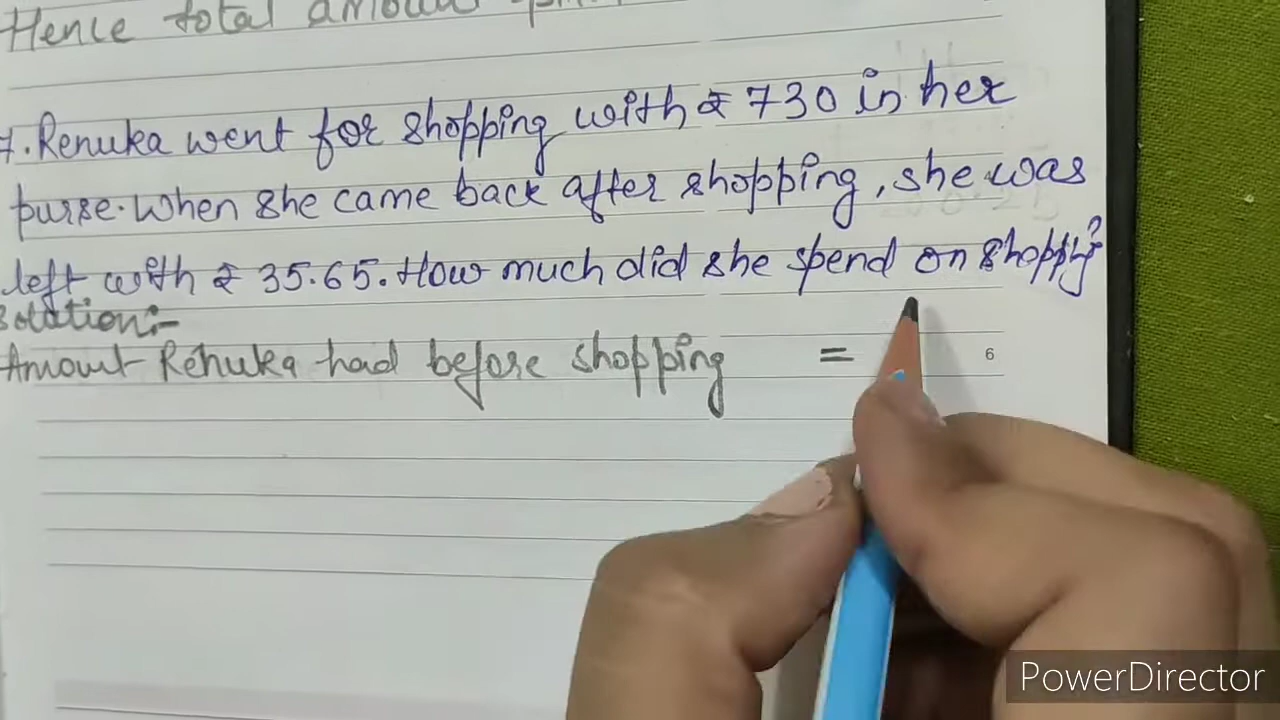 Hence total amount
7. Renuka went for shopping with ₹ 730 in her
purse. When she came back after shopping, she was
left with ₹ 35.65. How much did she spend on shoppig?
Solation:-
Amount Renuka had before shopping =
6
PowerDirector